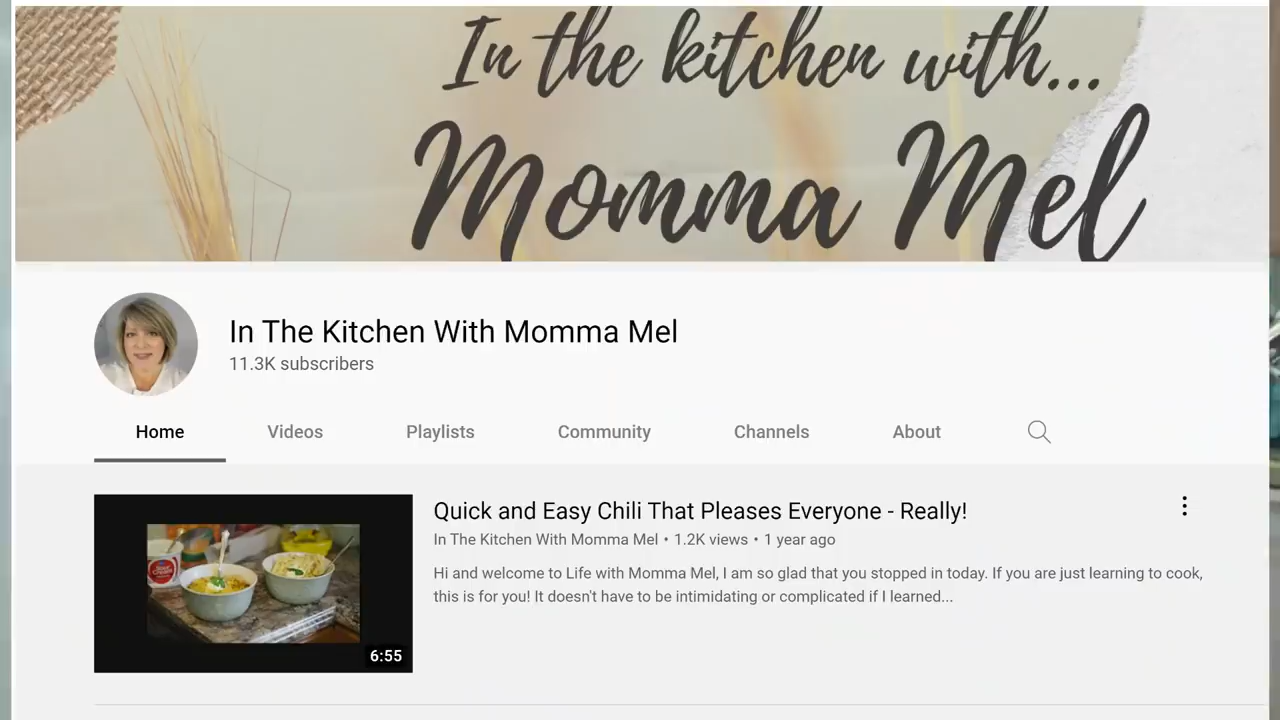 In the kitchen with...
Momma Mel
In The Kitchen With Momma Mel
11.3K subscribers
Home Videos Playlists Community Channels About
Quick and Easy Chili That Pleases Everyone - Really!
In The Kitchen With Momma Mel • 1.2K views • 1 year ago
Hi and welcome to Life with Momma Mel, I am so glad that you stopped in today. If you are just learning to cook,
this is for you! It doesn't have to be intimidating or complicated if I learned...
Sour
Cream
6:55